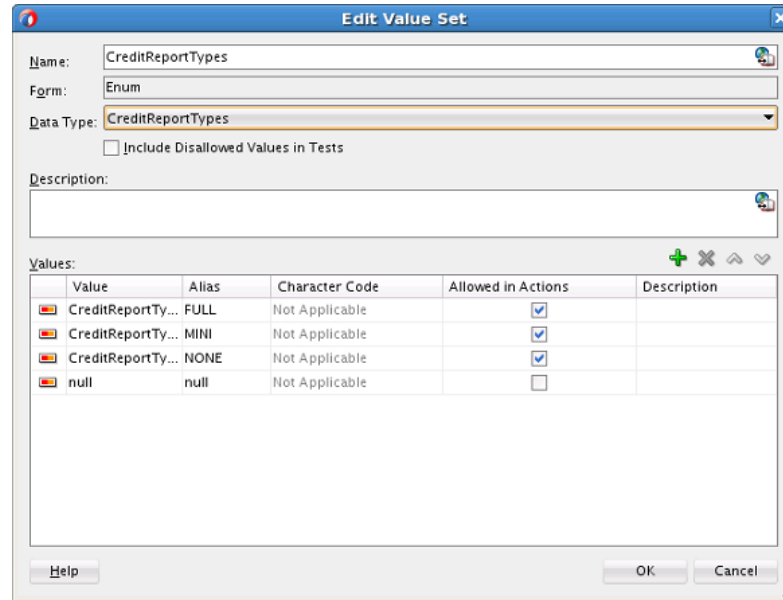 Edit Value Set
Name: CreditReportTypes
Form: Enum
Data Type: CreditReportTypes
Include Disallowed Values in Tests
Description:
Values:
Value Alias Character Code Allowed in Actions Description
CreditReportTy... FULL Not Applicable
CreditReportTy... MINI Not Applicable
CreditReportTy... NONE Not Applicable
null null Not Applicable
Help OK Cancel